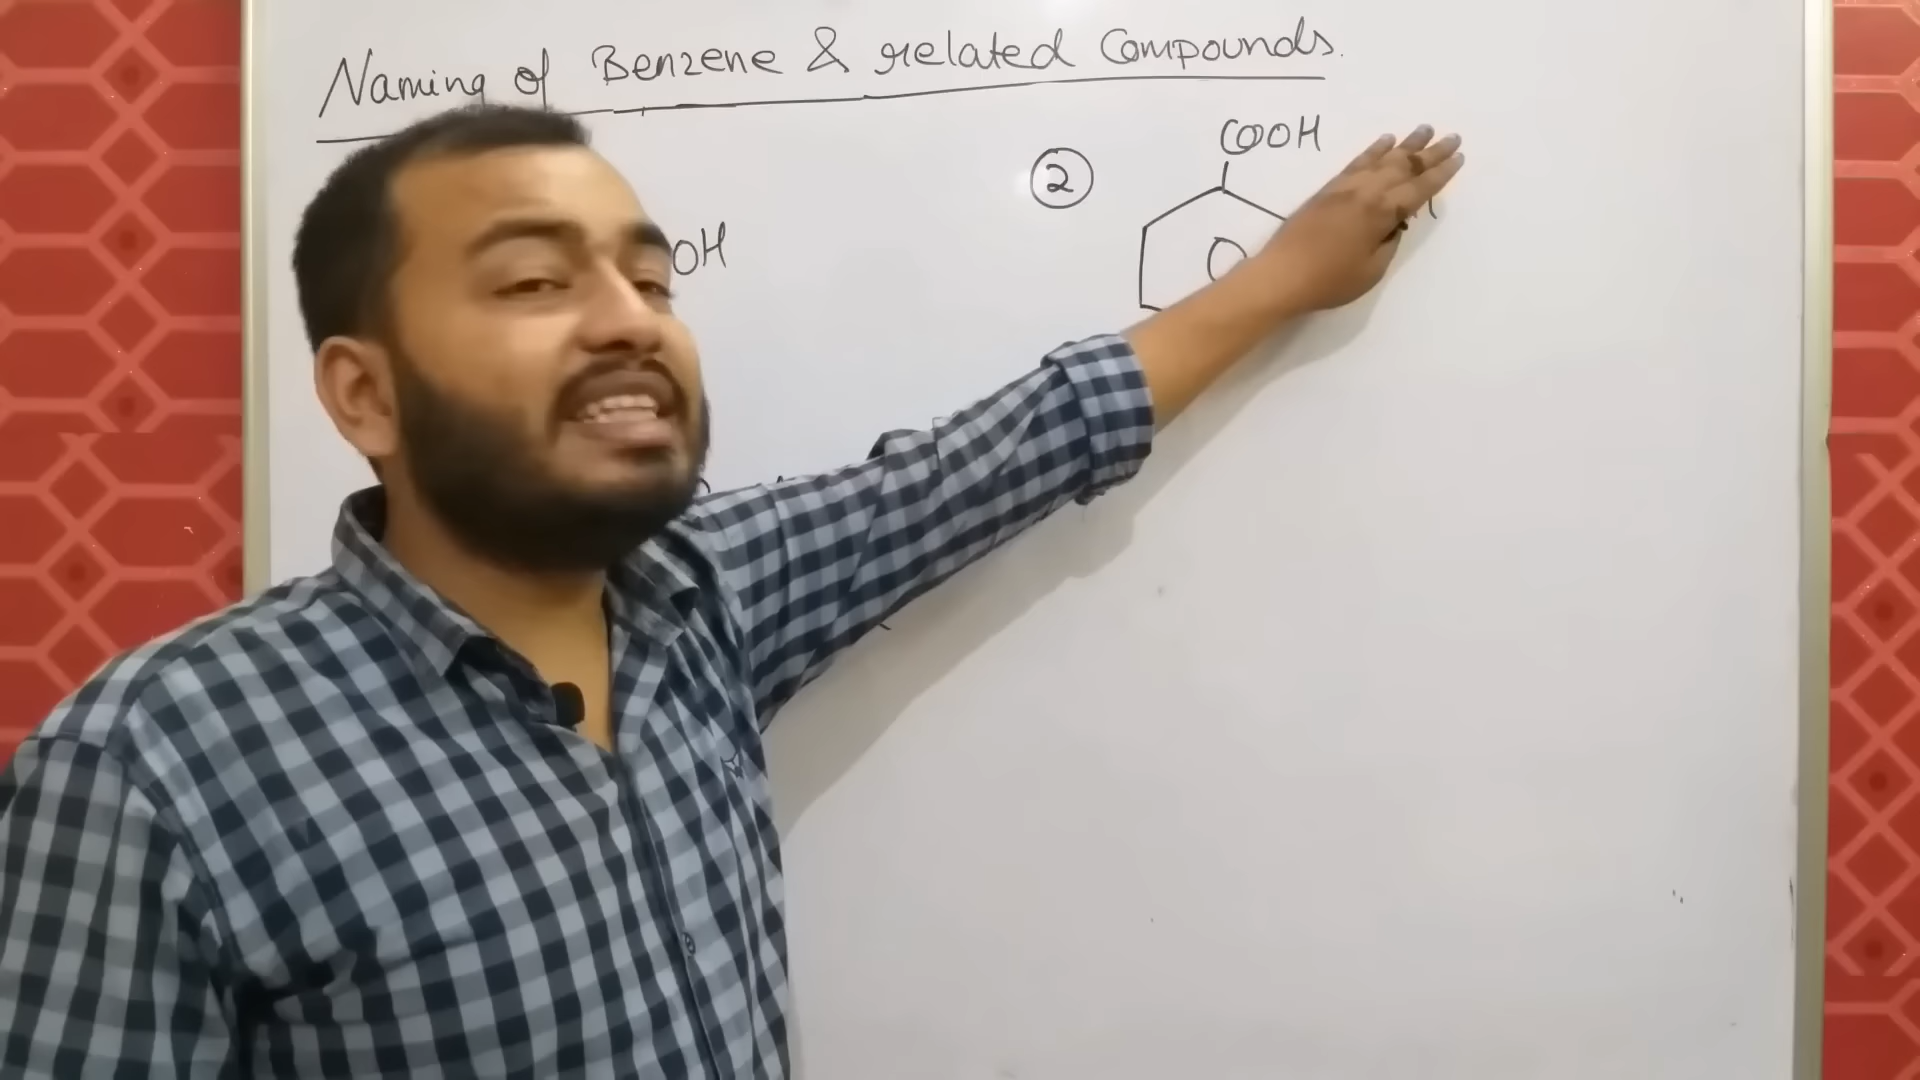 Naming of Benzene & related Compounds.
COOH
2
OH